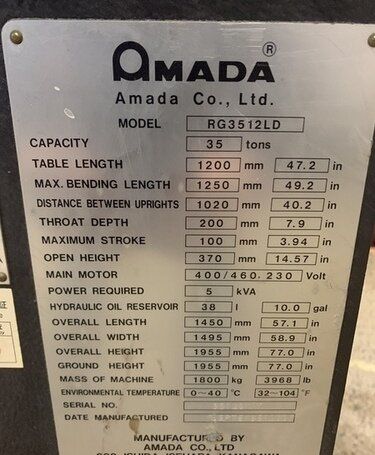 AMADA ®
Amada Co., Ltd.
MODEL RG3512LD
CAPACITY 35 tons
TABLE LENGTH 1200 mm 47.2 in
MAX. BENDING LENGTH 1250 mm 49.2 in
DISTANCE BETWEEN UPRIGHTS 1020 mm 40.2 in
THROAT DEPTH 200 mm 7.9 in
MAXIMUM STROKE 100 mm 3.94 in
OPEN HEIGHT 370 mm 14.57 in
MAIN MOTOR 400/460.230 Volt
POWER REQUIRED 5 kVA
HYDRAULIC OIL RESERVOIR 38 l 10.0 gal
OVERALL LENGTH 1450 mm 57.1 in
OVERALL WIDTH 1495 mm 58.9 in
OVERALL HEIGHT 1955 mm 77.0 in
GROUND HEIGHT 1955 mm 77.0 in
MASS OF MACHINE 1800 kg 3968 lb
ENVIRONMENTAL TEMPERATURE 0~40 °C 32~104 °F
SERIAL NO.
DATE MANUFACTURED
MANUFACTURED BY
AMADA CO., LTD